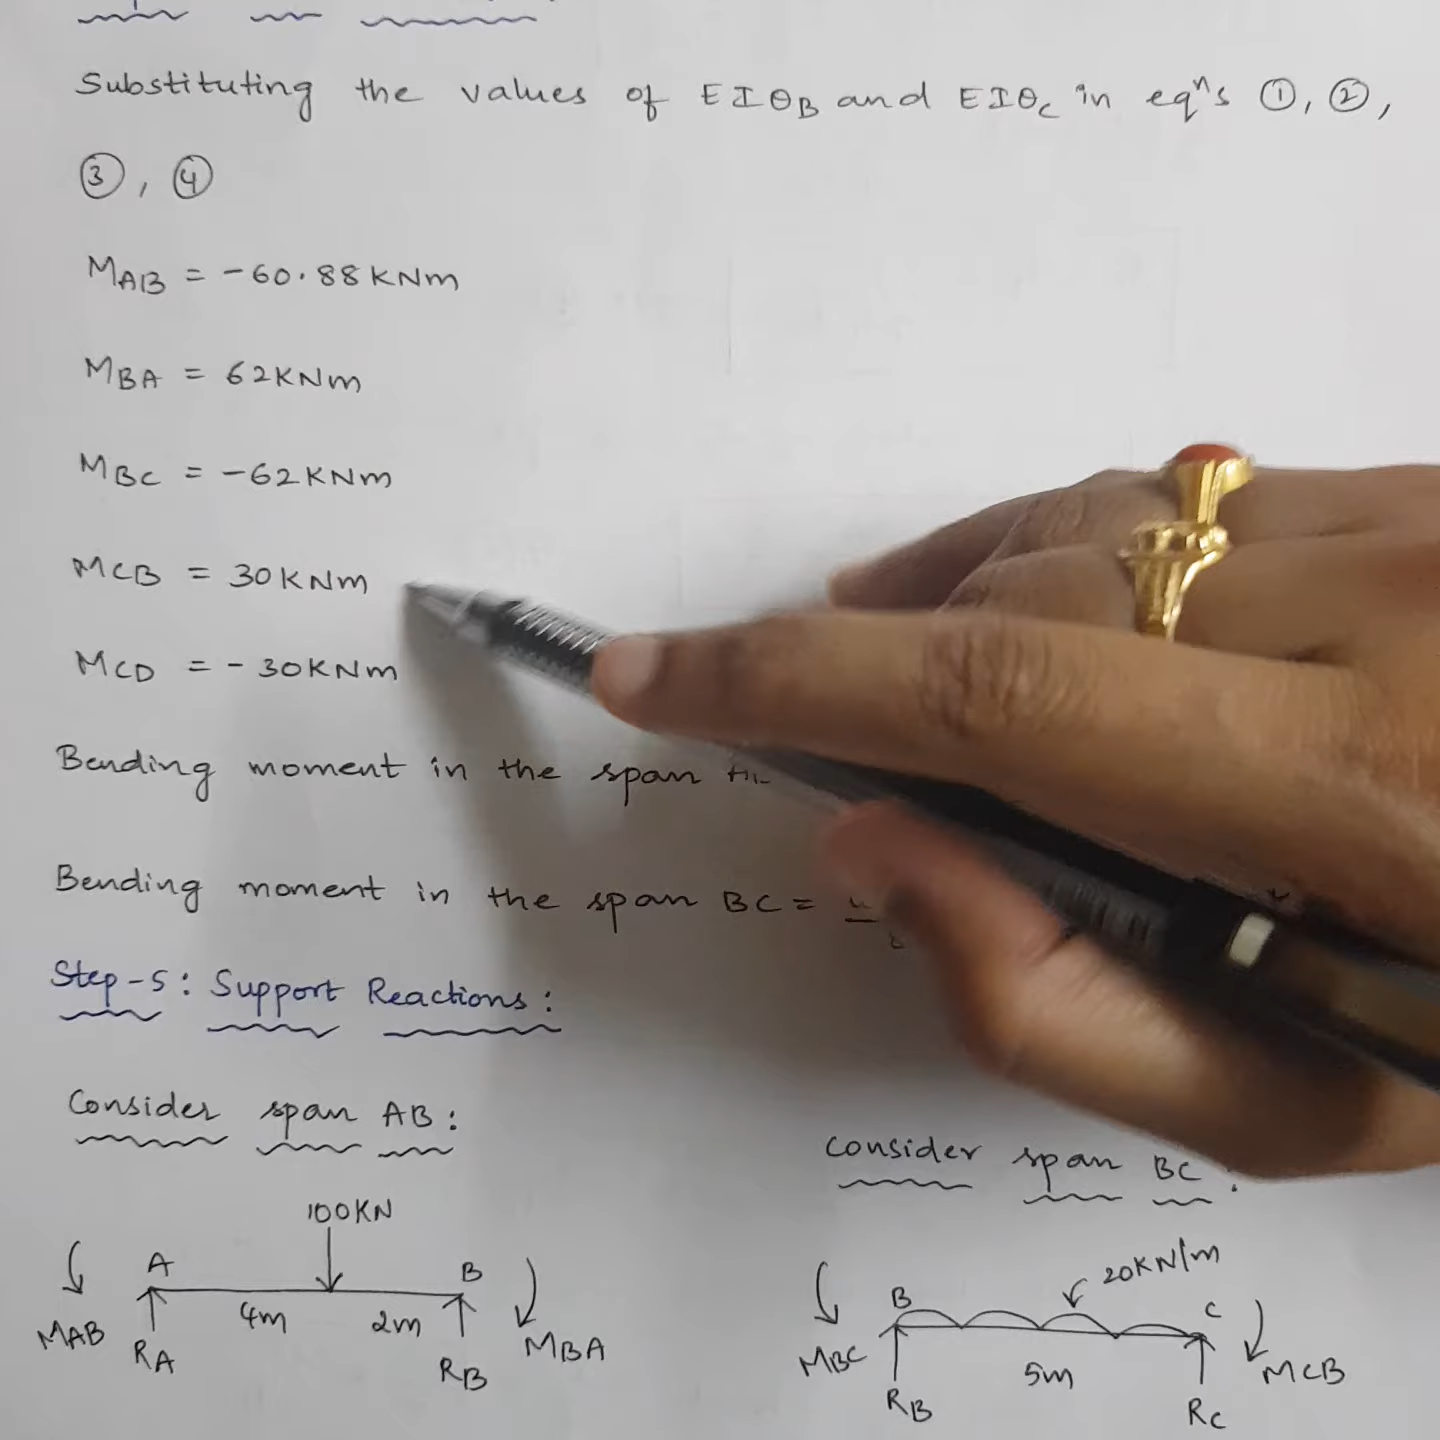 Substituting the values of EIθB and EIθC in eqⁿs ①, ②,
③, ④
MAB = -60.88KNm
MBA = 62KNm
MBC = -62KNm
MCB = 30KNm
MCD = -30KNm
Bending moment in the span
Bending moment in the span BC =
Step-5: Support Reactions:
Consider span AB:
100KN
A
B
4m
2m
MAB
RA
RB
MBA
Consider span BC:
20KN/m
B
C
MBC
5m
MCB
RB
RC